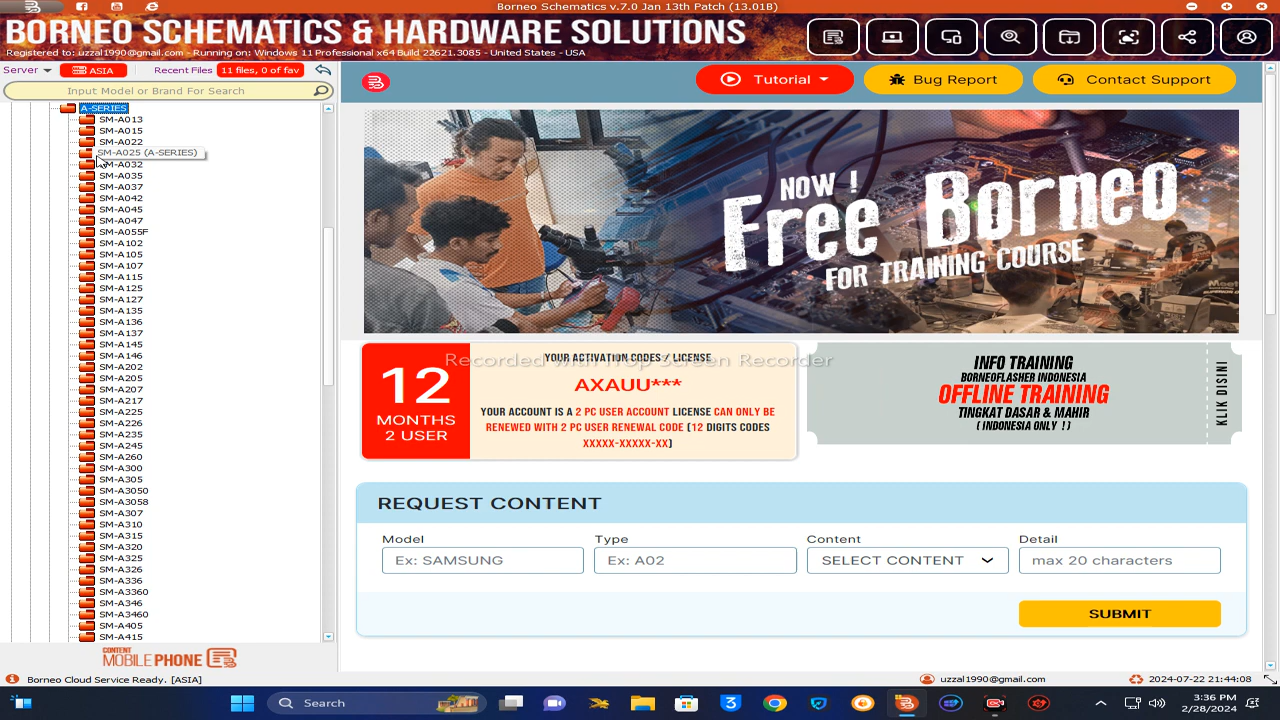 Borneo Schematics v.7.0 Jan 13th Patch (13.01B)
BORNEO SCHEMATICS & HARDWARE SOLUTIONS
Registered to: uzzal1990@gmail.com - Running on: Windows 11 Professional x64 Build 22621.3085 - United States - USA
Server
ASIA
Recent Files
11 files, 0 of fav
Input Model or Brand For Search
Tutorial
Bug Report
Contact Support
A-SERIES
SM-A013
SM-A015
SM-A022
SM-A025 (A-SERIES)
SM-A032
SM-A035
SM-A037
SM-A042
SM-A045
SM-A047
SM-A055F
SM-A102
SM-A105
SM-A107
SM-A115
SM-A125
SM-A127
SM-A135
SM-A136
SM-A137
SM-A145
SM-A146
SM-A202
SM-A205
SM-A207
SM-A217
SM-A225
SM-A226
SM-A235
SM-A245
SM-A260
SM-A300
SM-A305
SM-A3050
SM-A3058
SM-A307
SM-A310
SM-A315
SM-A320
SM-A325
SM-A326
SM-A336
SM-A3360
SM-A346
SM-A3460
SM-A405
SM-A415
CONTENT
MOBILE PHONE
NOW !
Free Borneo
FOR TRAINING COURSE
Recorded with iTop Screen Recorder
12
MONTHS
2 USER
YOUR ACTIVATION CODES / LICENSE
AXAUU***
YOUR ACCOUNT IS A 2 PC USER ACCOUNT LICENSE CAN ONLY BE
RENEWED WITH 2 PC USER RENEWAL CODE (12 DIGITS CODES
XXXXX-XXXXX-XX)
INFO TRAINING
BORNEOFLASHER INDONESIA
OFFLINE TRAINING
TINGKAT DASAR & MAHIR
( INDONESIA ONLY ! )
KLIK DISINI
REQUEST CONTENT
Model
Type
Content
Detail
Ex: SAMSUNG
Ex: A02
SELECT CONTENT
max 20 characters
SUBMIT
Borneo Cloud Service Ready. [ASIA]
uzzal1990@gmail.com
2024-07-22 21:44:08
Search
3:36 PM
2/28/2024